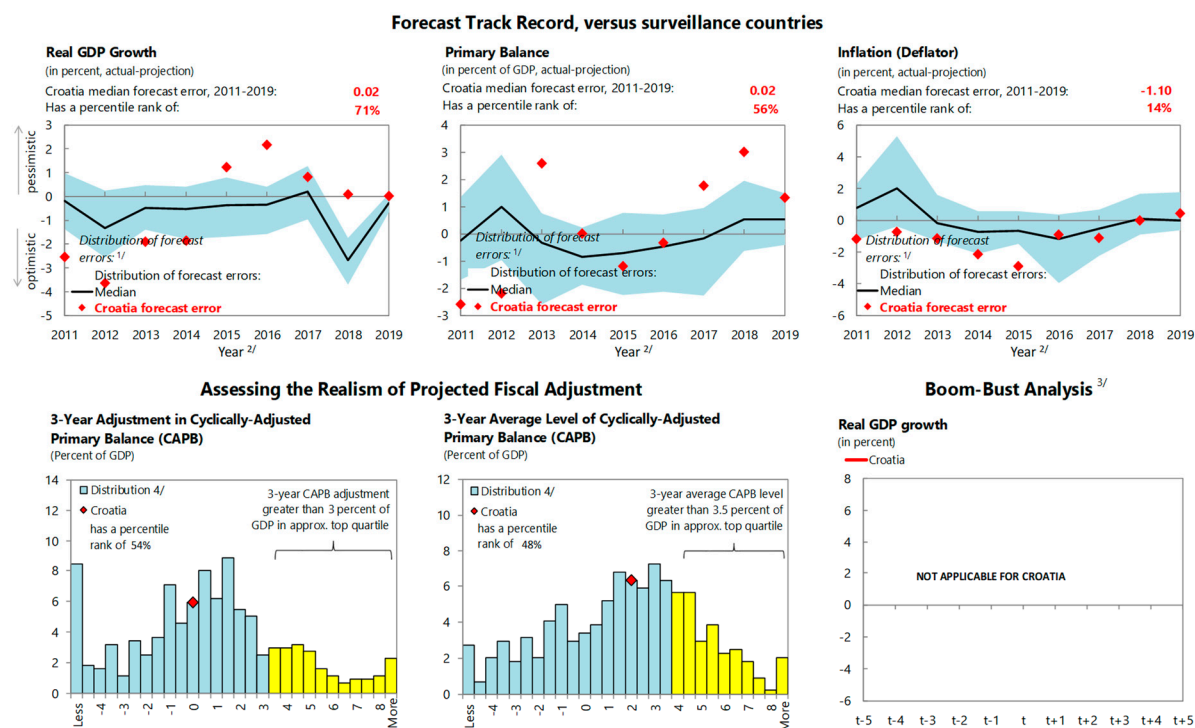 Forecast Track Record, versus surveillance countries
Real GDP Growth
(in percent, actual-projection)
Croatia median forecast error, 2011-2019: 0.02
Has a percentile rank of: 71%
pessimistic
optimistic
3
2
1
0
-1
-2
-3
-4
-5
Distribution of forecast
errors: 1/
Distribution of forecast errors:
Median
Croatia forecast error
2011 2012 2013 2014 2015 2016 2017 2018 2019
Year 2/
Primary Balance
(in percent of GDP, actual-projection)
Croatia median forecast error, 2011-2019: 0.02
Has a percentile rank of: 56%
4
3
2
1
0
-1
-2
-3
Distribution of forecast
errors: 1/
Distribution of forecast errors:
Median
Croatia forecast error
2011 2012 2013 2014 2015 2016 2017 2018 2019
Year 2/
Inflation (Deflator)
(in percent, actual-projection)
Croatia median forecast error, 2011-2019: -1.10
Has a percentile rank of: 14%
6
4
2
0
-2
-4
-6
Distribution of forecast
errors: 1/
Distribution of forecast errors:
Median
Croatia forecast error
2011 2012 2013 2014 2015 2016 2017 2018 2019
Year 2/
Assessing the Realism of Projected Fiscal Adjustment
3-Year Adjustment in Cyclically-Adjusted
Primary Balance (CAPB)
(Percent of GDP)
14
12
10
8
6
4
2
0
Distribution 4/
Croatia
has a percentile
rank of 54%
3-year CAPB adjustment
greater than 3 percent of
GDP in approx. top quartile
Less -4 -3 -2 -1 0 1 2 3 4 5 6 7 8 More
3-Year Average Level of Cyclically-Adjusted
Primary Balance (CAPB)
(Percent of GDP)
12
10
8
6
4
2
0
Distribution 4/
Croatia
has a percentile
rank of 48%
3-year average CAPB level
greater than 3.5 percent of
GDP in approx. top quartile
Less -4 -3 -2 -1 0 1 2 3 4 5 6 7 8 More
Boom-Bust Analysis 3/
Real GDP growth
(in percent)
Croatia
8
6
4
2
0
-2
-4
-6
NOT APPLICABLE FOR CROATIA
t-5 t-4 t-3 t-2 t-1 t t+1 t+2 t+3 t+4 t+5